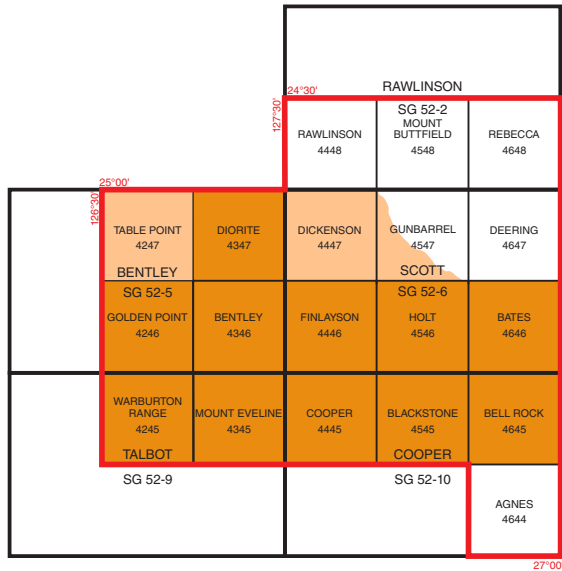 RAWLINSON
24°30'
127°30'
SG 52-2
RAWLINSON
4448
MOUNT
BUTTFIELD
4548
REBECCA
4648
25°00'
126°30'
TABLE POINT
4247
DIORITE
4347
DICKENSON
4447
GUNBARREL
4547
DEERING
4647
BENTLEY
SCOTT
SG 52-5
SG 52-6
GOLDEN POINT
4246
BENTLEY
4346
FINLAYSON
4446
HOLT
4546
BATES
4646
WARBURTON
RANGE
4245
MOUNT EVELINE
4345
COOPER
4445
BLACKSTONE
4545
BELL ROCK
4645
TALBOT
COOPER
SG 52-9
SG 52-10
AGNES
4644
27°00